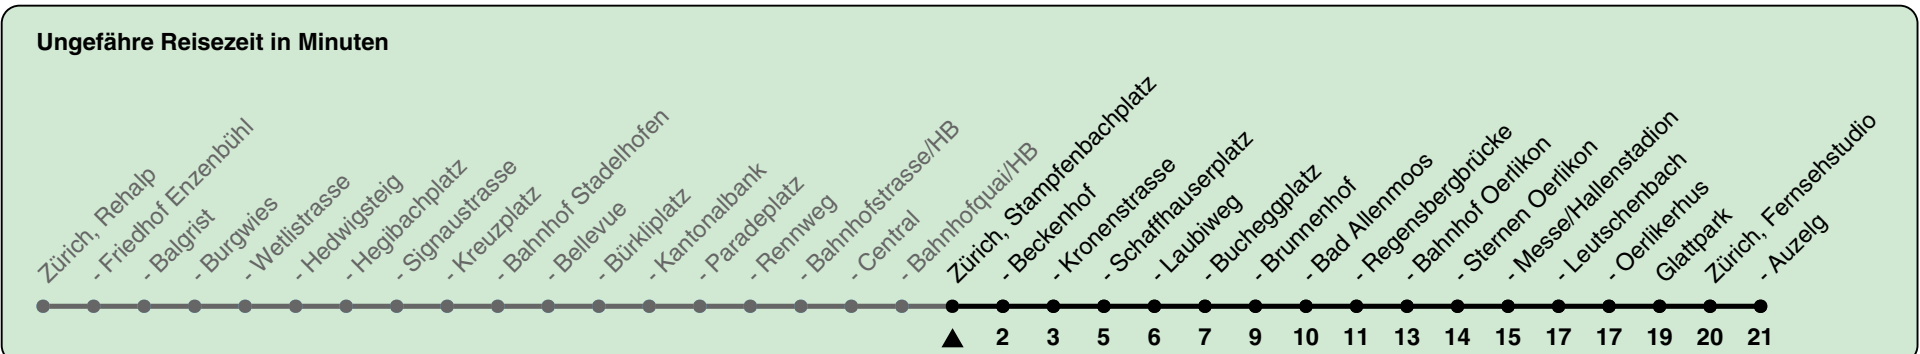 Ungefähre Reisezeit in Minuten
Zürich, Rehalp
- Friedhof Enzenbühl
- Balgrist
- Burgwies
- Wetlistrasse
- Hedwigsteig
- Hegibachplatz
- Signaustrasse
- Kreuzplatz
- Bahnhof Stadelhofen
- Bellevue
- Bürkliplatz
- Kantonalbank
- Paradeplatz
- Rennweg
- Bahnhofstrasse/HB
- Central
- Bahnhofquai/HB
Zürich, Stampfenbachplatz
- Beckenhof
- Kronenstrasse
- Schaffhauserplatz
- Laubiweg
- Bucheggplatz
- Brunnenhof
- Bad Allenmoos
- Regensbergbrücke
- Bahnhof Oerlikon
- Sternen Oerlikon
- Messe/Hallenstadion
- Leutschenbach
- Oerlikerhus
Glattpark
Zürich, Fernsehstudio
- Auzelg
2 3 5 6 7 9 10 11 13 14 15 17 17 19 20 21